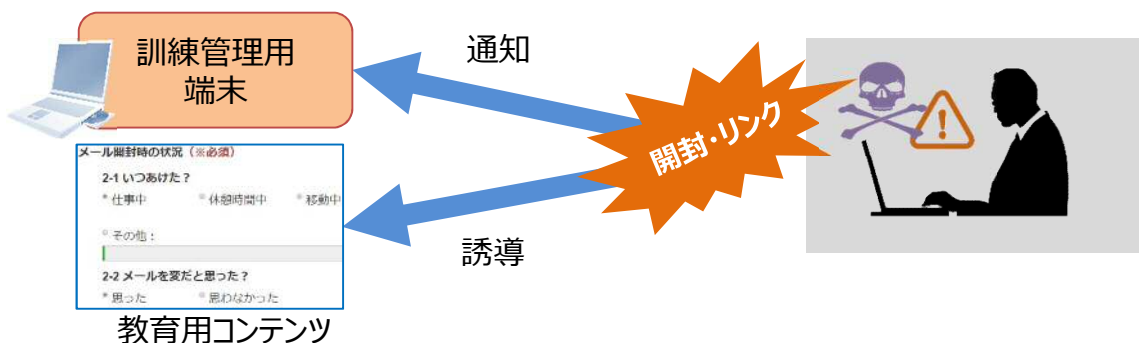 訓練管理用
端末
通知
開封・リンク
メール開封時の状況（※必須）
2-1 いつあけた？
仕事中 休憩時間中 移動中
その他：
2-2 メールを変だと思った？
思った 思わなかった
誘導
教育用コンテンツ